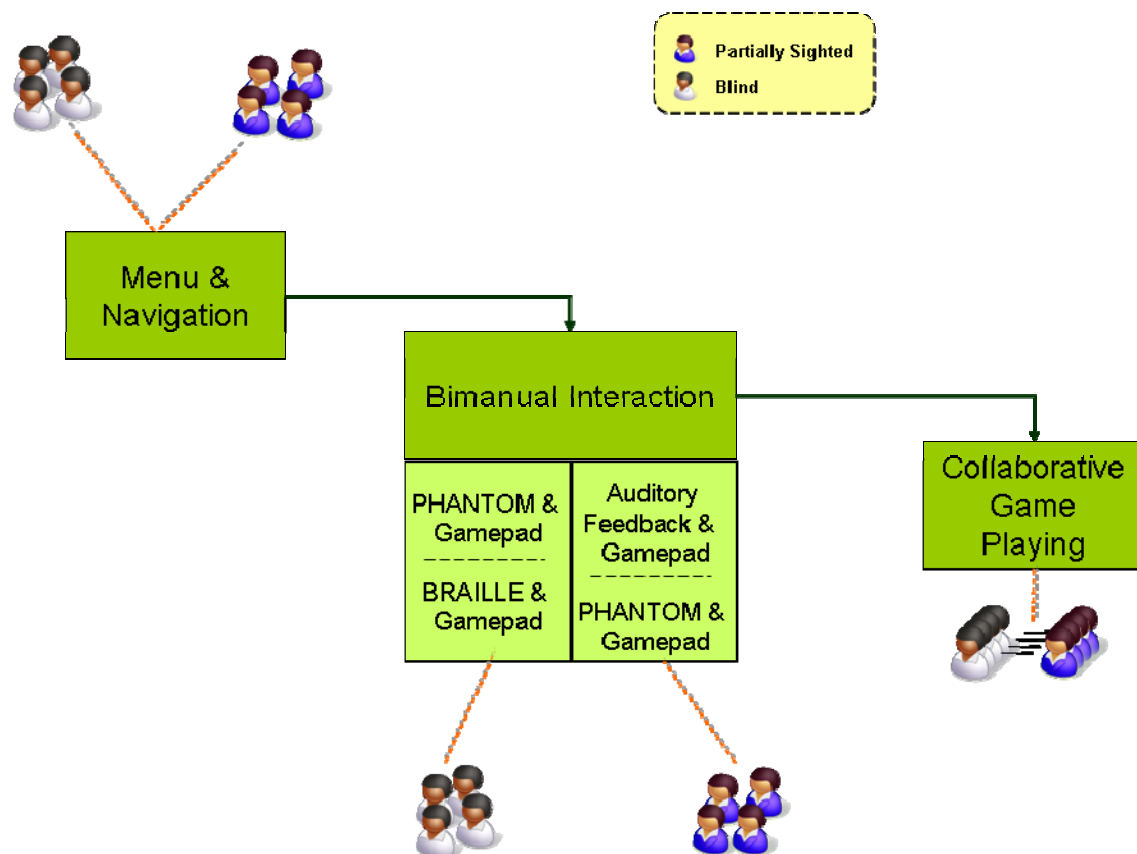 Partially Sighted
Blind
Menu &
Navigation
Bimanual Interaction
PHANTOM &
Gamepad
BRAILLE &
Gamepad
Auditory
Feedback &
Gamepad
PHANTOM &
Gamepad
Collaborative
Game
Playing